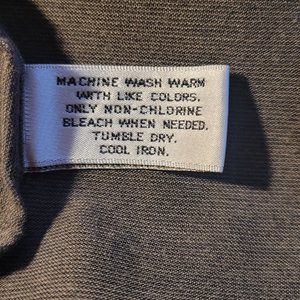 MACHINE WASH WARM
WITH LIKE COLORS.
ONLY NON-CHLORINE
BLEACH WHEN NEEDED.
TUMBLE DRY.
COOL IRON.